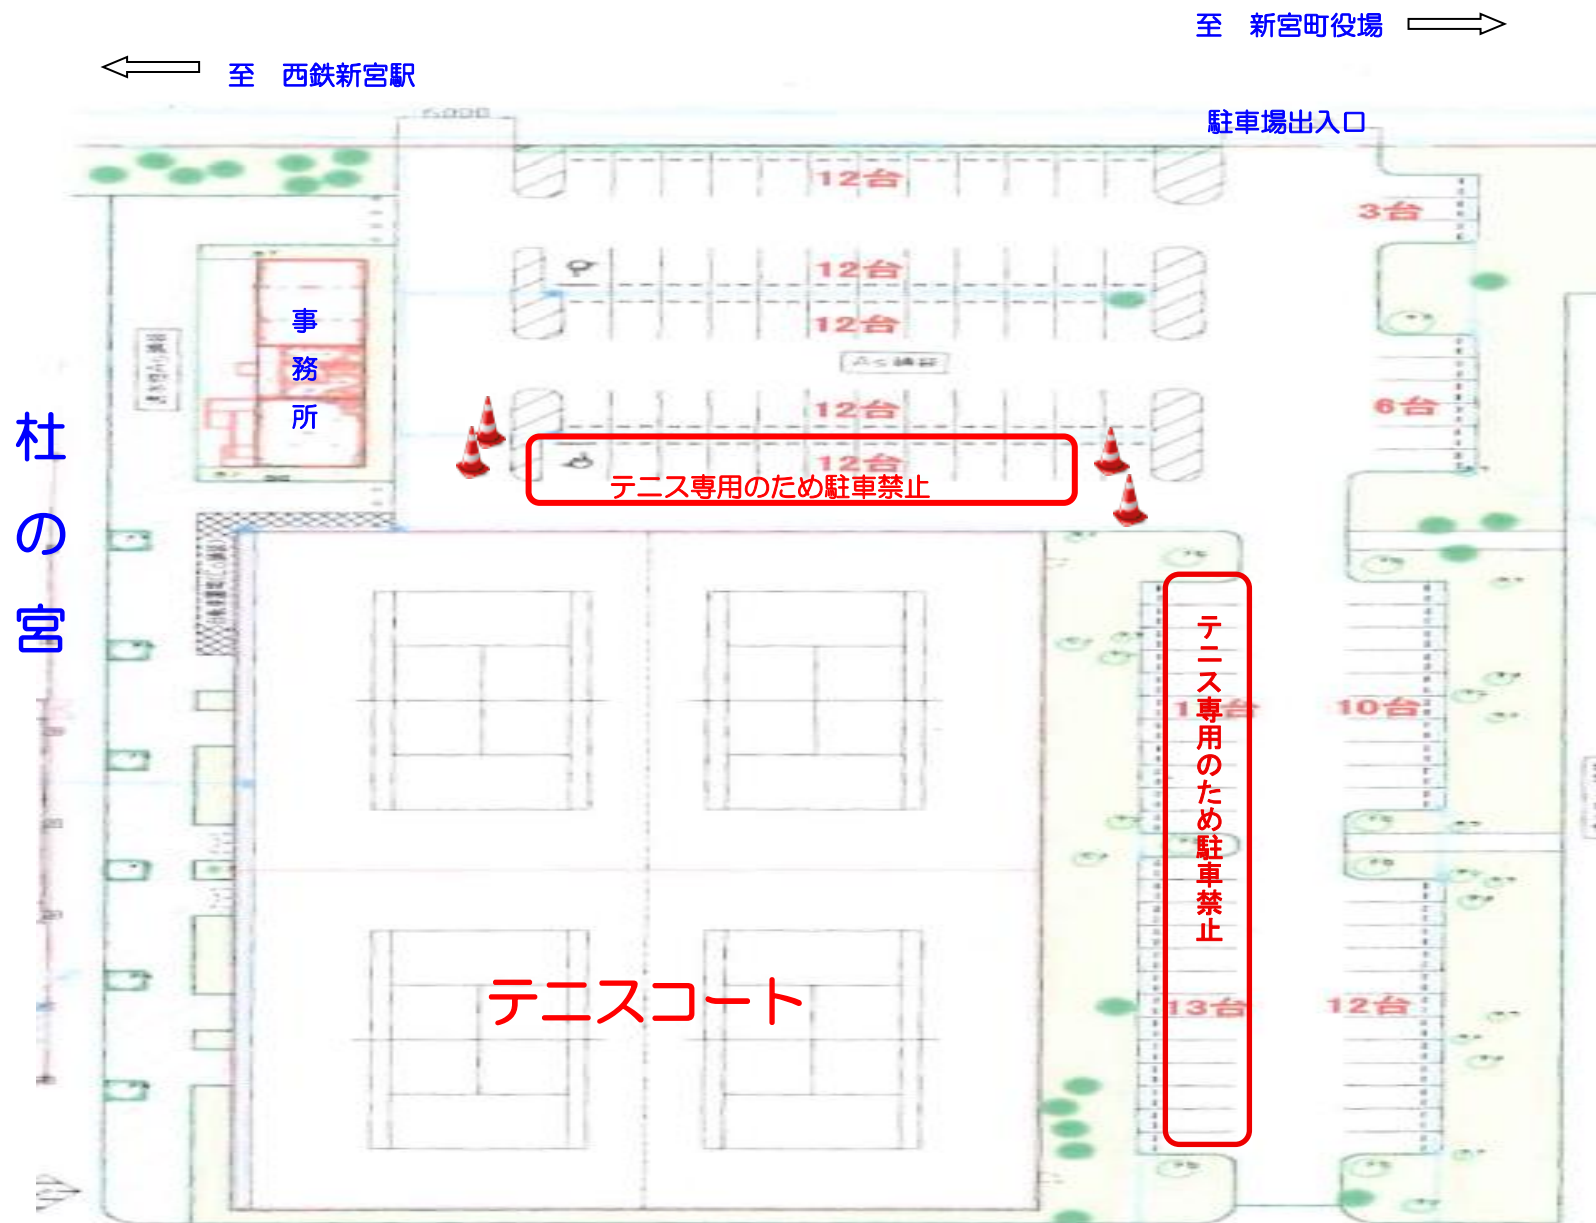 至　新宮町役場
至　西鉄新宮駅
6000
駐車場出入口
12台
3台
12台
12台
事務所
12台
6台
12台
テニス専用のため駐車禁止
杜の宮
テニス専用のため駐車禁止
10台
テニスコート
13台
12台